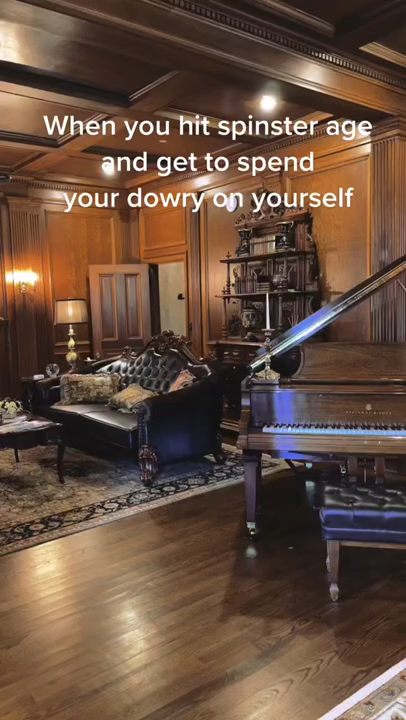 When you hit spinster age
and get to spend
your dowry on yourself